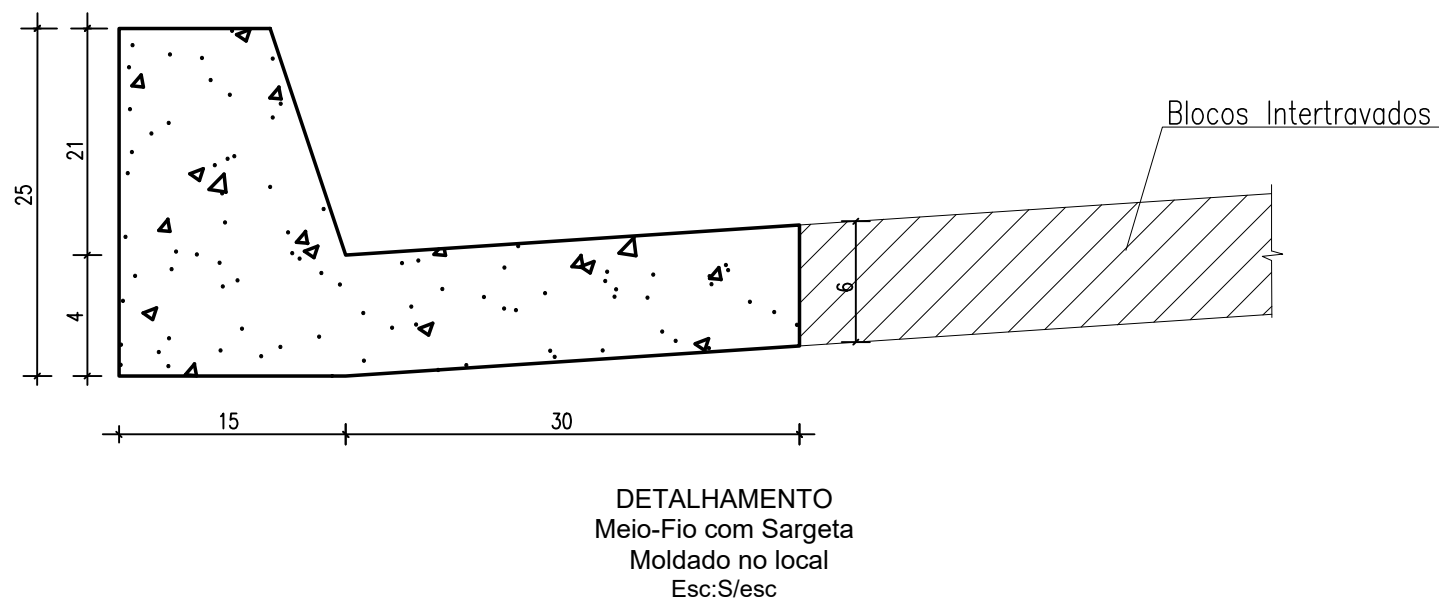 Blocos Intertravados
25
21
4
6
15
30
DETALHAMENTO
Meio-Fio com Sargeta
Moldado no local
Esc:S/esc